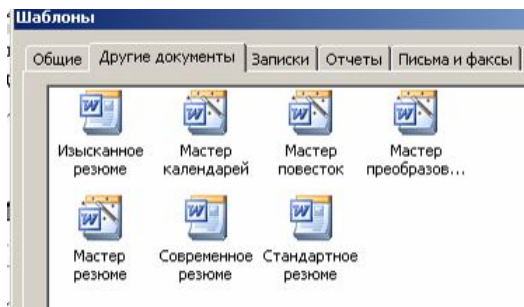 Шаблоны
Общие Другие документы Записки Отчеты Письма и факсы
Изысканное резюме
Мастер календарей
Мастер повесток
Мастер преобразов...
Мастер резюме
Современное резюме
Стандартное резюме